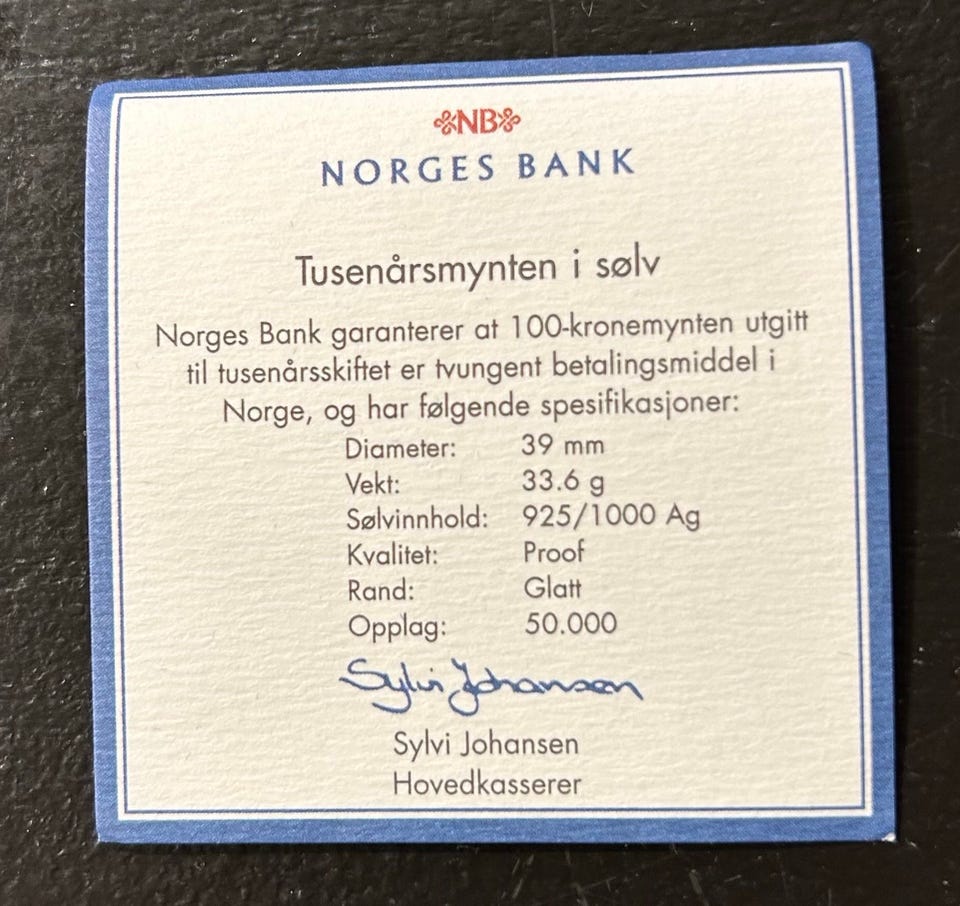 NB
NORGES BANK
Tusenårsmynten i sølv
Norges Bank garanterer at 100-kronemynten utgitt
til tusenårsskiftet er tvungent betalingsmiddel i
Norge, og har følgende spesifikasjoner:
Diameter: 39 mm
Vekt: 33.6 g
Sølvinnhold: 925/1000 Ag
Kvalitet: Proof
Rand: Glatt
Opplag: 50.000
Sylvi Johansen
Sylvi Johansen
Hovedkasserer